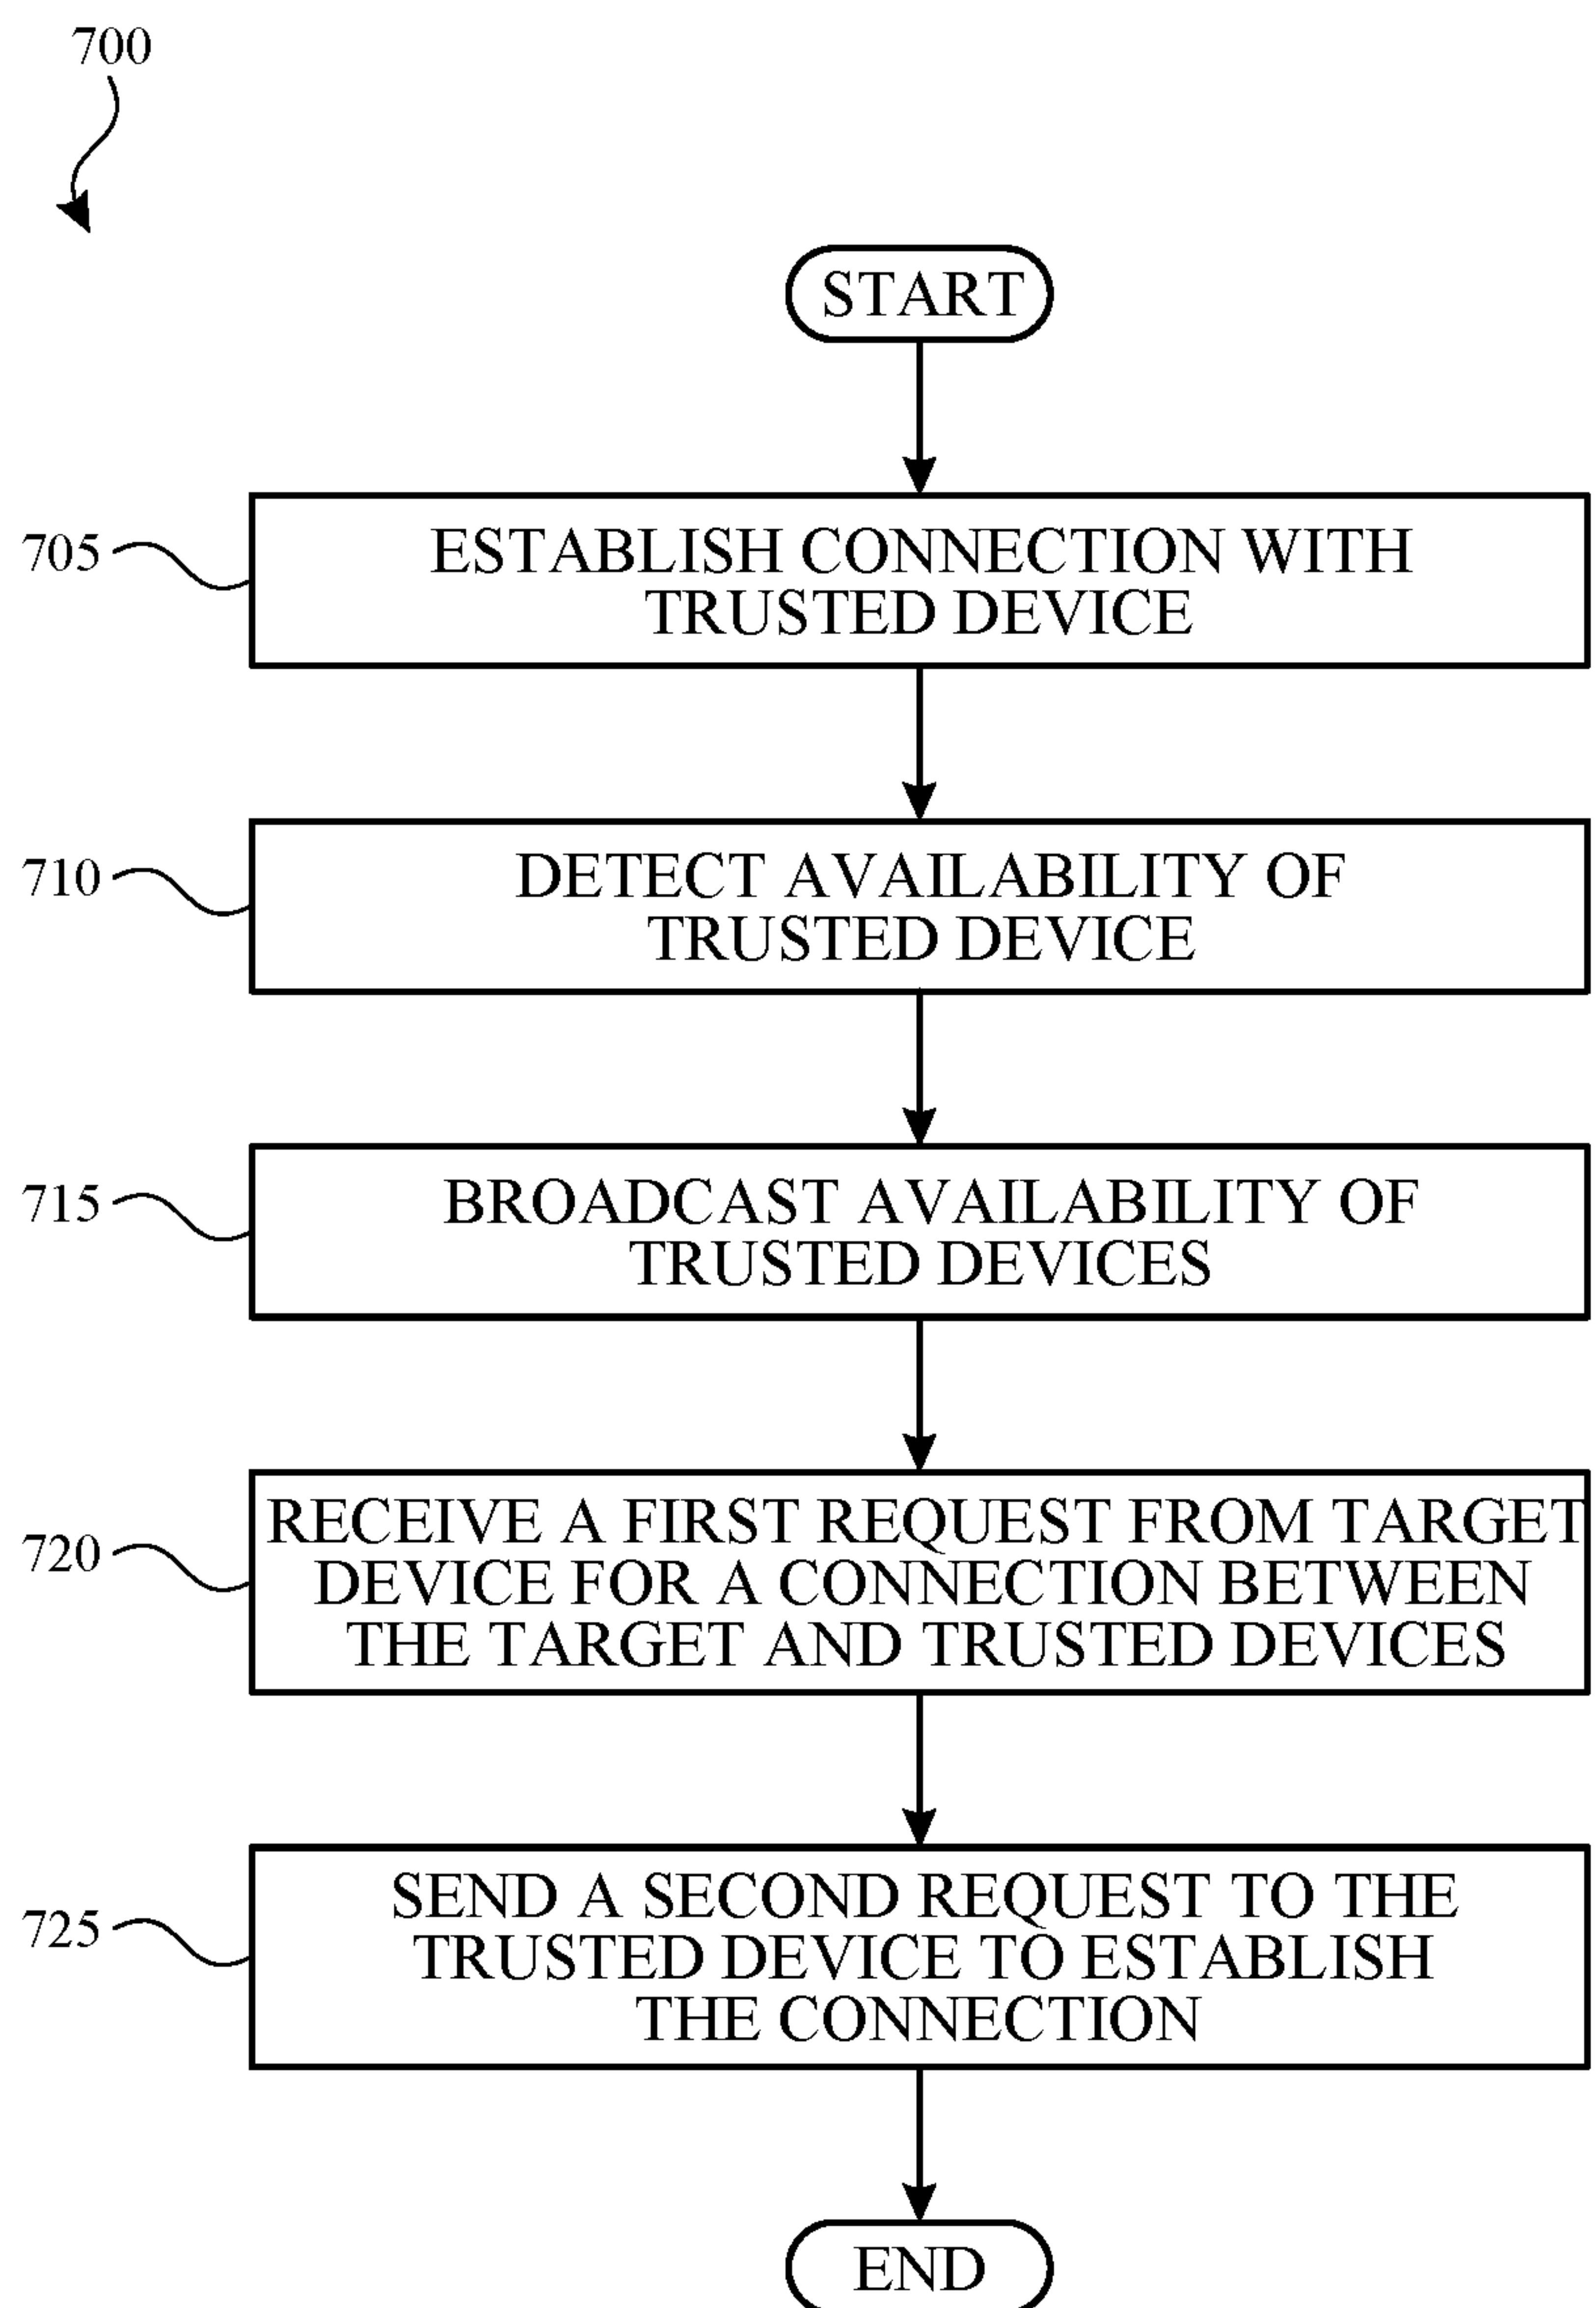 700
START
705
ESTABLISH CONNECTION WITH
TRUSTED DEVICE
710
DETECT AVAILABILITY OF
TRUSTED DEVICE
715
BROADCAST AVAILABILITY OF
TRUSTED DEVICES
720
RECEIVE A FIRST REQUEST FROM TARGET
DEVICE FOR A CONNECTION BETWEEN
THE TARGET AND TRUSTED DEVICES
725
SEND A SECOND REQUEST TO THE
TRUSTED DEVICE TO ESTABLISH
THE CONNECTION
END